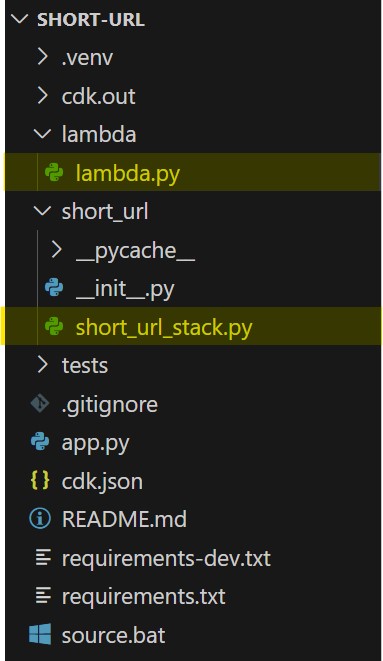 SHORT-URL
.venv
cdk.out
lambda
lambda.py
short_url
__pycache__
__init__.py
short_url_stack.py
tests
.gitignore
app.py
{} cdk.json
README.md
requirements-dev.txt
requirements.txt
source.bat